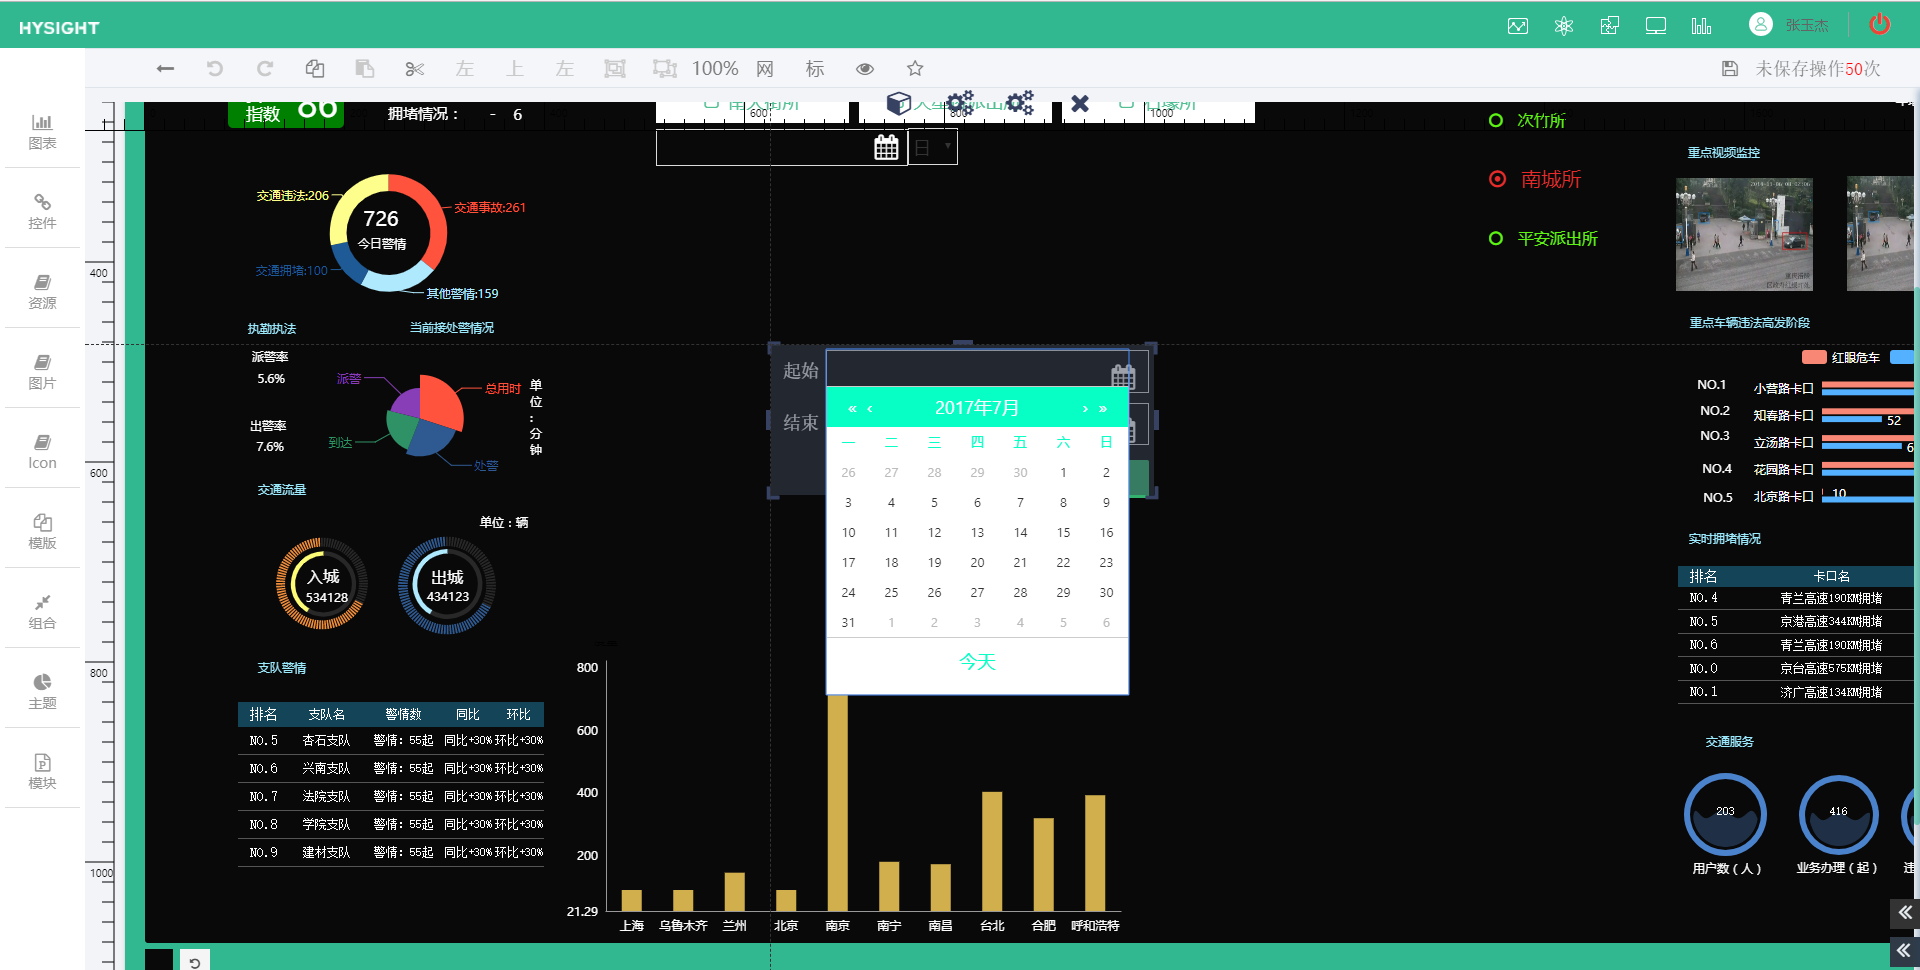 HYSIGHT
张玉杰
左
上
左
100%
网
标
未保存操作50次
图表
控件
资源
图片
Icon
模版
组合
主题
模块
600
800
1000
400
600
800
1000
指数
86
拥堵情况：
-
6
日
次竹所
南城所
平安派出所
交通违法:206
交通事故:261
726
今日警情
交通拥堵:100
其他警情:159
执勤执法
当前接处警情况
派警率
5.6%
出警率
7.6%
派警
总用时
到达
处警
单位:分钟
交通流量
单位：辆
入城
534128
出城
434123
支队警情
排名 支队名 警情数 同比 环比
NO.5 杏石支队 警情：55起 同比+30% 环比+30%
NO.6 兴南支队 警情：55起 同比+30% 环比+30%
NO.7 法院支队 警情：55起 同比+30% 环比+30%
NO.8 学院支队 警情：55起 同比+30% 环比+30%
NO.9 建材支队 警情：55起 同比+30% 环比+30%
起始
结束
« ‹ 2017年7月 › »
一 二 三 四 五 六 日
26 27 28 29 30 1 2
3 4 5 6 7 8 9
10 11 12 13 14 15 16
17 18 19 20 21 22 23
24 25 26 27 28 29 30
31 1 2 3 4 5 6
今天
800
600
400
200
21.29
上海 乌鲁木齐 兰州 北京 南京 南宁 南昌 台北 合肥 呼和浩特
重点视频监控
重点车辆违法高发阶段
红眼危车
NO.1 小营路卡口
NO.2 知春路卡口 52
NO.3 立汤路卡口 6
NO.4 花园路卡口
NO.5 北京路卡口 10
实时拥堵情况
排名 卡口名
NO.4 青兰高速190KM拥堵
NO.5 京港高速344KM拥堵
NO.6 青兰高速190KM拥堵
NO.0 京台高速575KM拥堵
NO.1 济广高速134KM拥堵
交通服务
203
416
用户数（人）
业务办理（起）
违